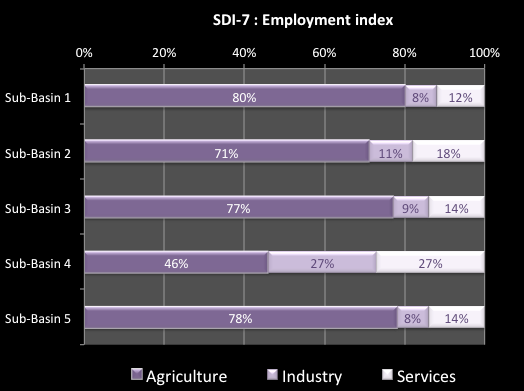 SDI-7 : Employment index
0% 20% 40% 60% 80% 100%
Sub-Basin 1 80% 8% 12%
Sub-Basin 2 71% 11% 18%
Sub-Basin 3 77% 9% 14%
Sub-Basin 4 46% 27% 27%
Sub-Basin 5 78% 8% 14%
Agriculture Industry Services